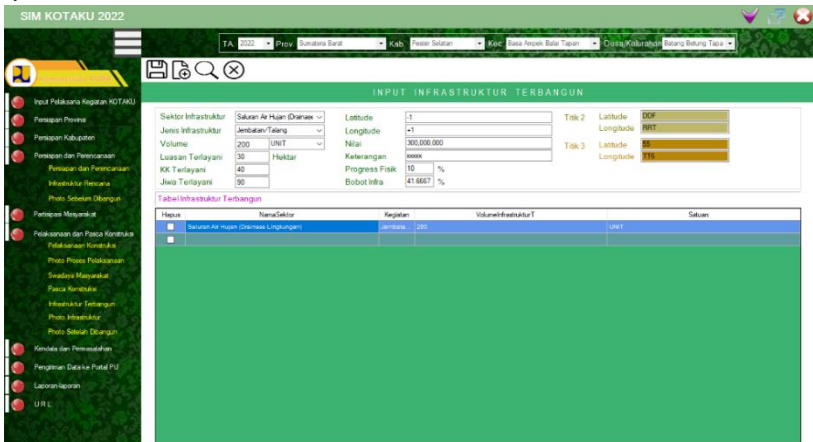 SIM KOTAKU 2022
TA. 2022 Prov. Sumatera Barat Kab. Pesisir Selatan Kec. Basa Ampek Balai Tapan Desa/Kelurahan Batang Betung Tapa
INPUT INFRASTRUKTUR TERBANGUN
Input Pelaksana Kegiatan KOTAKU
Persiapan Provinsi
Persiapan Kabupaten
Persiapan dan Perencanaan
Persiapan dan Perencanaan
Infrastruktur Rencana
Photo Sebelum Dibangun
Partisipasi Masyarakat
Pelaksanaan dan Pasca Konstruksi
Pelaksanaan Konstruksi
Photo Proses Pelaksanaan
Swadaya Masyarakat
Pasca Konstruksi
Infrastruktur Terbangun
Photo Infrastruktur
Photo Setelah Dibangun
Kendala dan Permasalahan
Pengiriman Data ke Portal PU
Laporan-laporan
URL
Sektor Infrastruktur Saluran Air Hujan (Drainase
Jenis Infrastruktur Jembatan/Talang
Volume 200 UNIT
Luasan Terlayani 30 Hektar
KK Terlayani 40
Jiwa Terlayani 90
Latitude -1
Longitude +1
Nilai 300,000,000
Keterangan xxxxx
Progress Fisik 10 %
Bobot Infra 41.6667 %
Titik 2 Latitude DDF
Longitude RRT
Titik 3 Latitude 55
Longitude TT6
Tabel Infrastruktur Terbangun
Hapus NamaSektor Kegiatan VolumeInfrastrukturT Satuan
Saluran Air Hujan (Drainase Lingkungan) Jembata... 200 UNIT